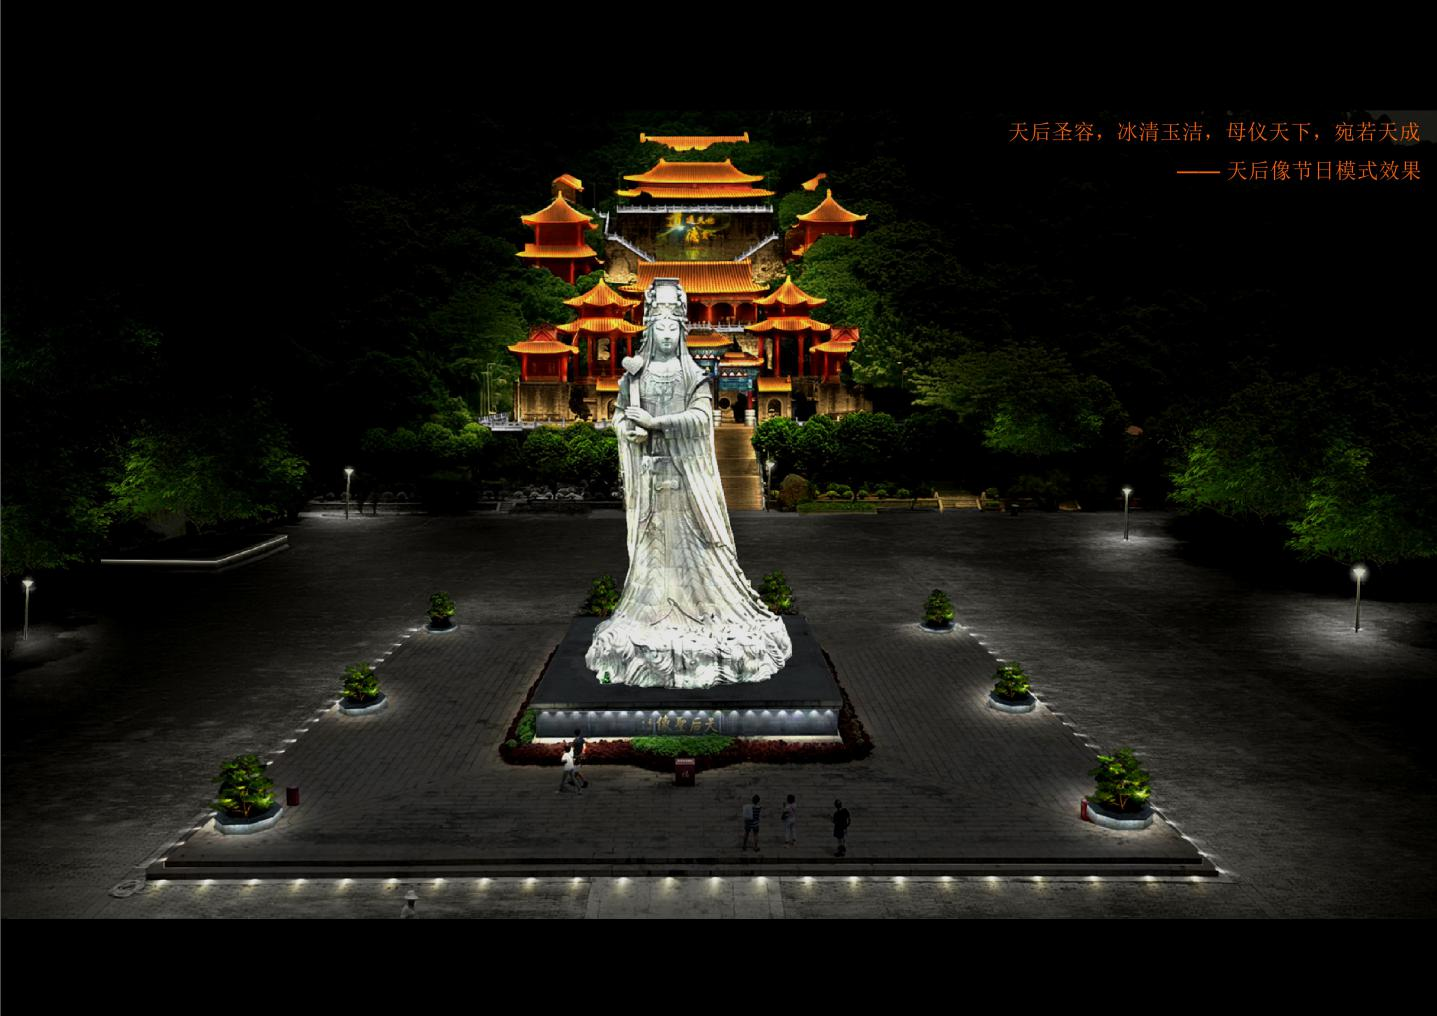 天后圣容，冰清玉洁，母仪天下，宛若天成
—— 天后像节日模式效果
天后聖像